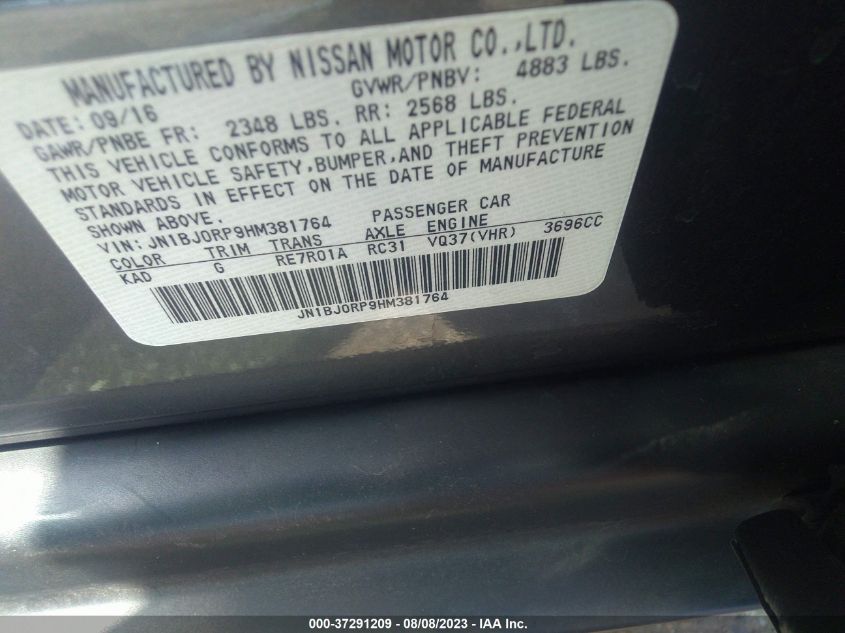 MANUFACTURED BY NISSAN MOTOR CO.,LTD.
DATE: 09/16 GVWR/PNBV: 4883 LBS.
GAWR/PNBE FR: 2348 LBS. RR: 2568 LBS.
THIS VEHICLE CONFORMS TO ALL APPLICABLE FEDERAL
MOTOR VEHICLE SAFETY,BUMPER,AND THEFT PREVENTION
STANDARDS IN EFFECT ON THE DATE OF MANUFACTURE
SHOWN ABOVE.
VIN: JN1BJ0RP9HM381764 PASSENGER CAR
COLOR TRIM TRANS AXLE ENGINE
KAD G RE7R01A RC31 VQ37(VHR) 3696CC
JN1BJ0RP9HM381764
000-37291209 | 08/08/2023 | IAA Inc.